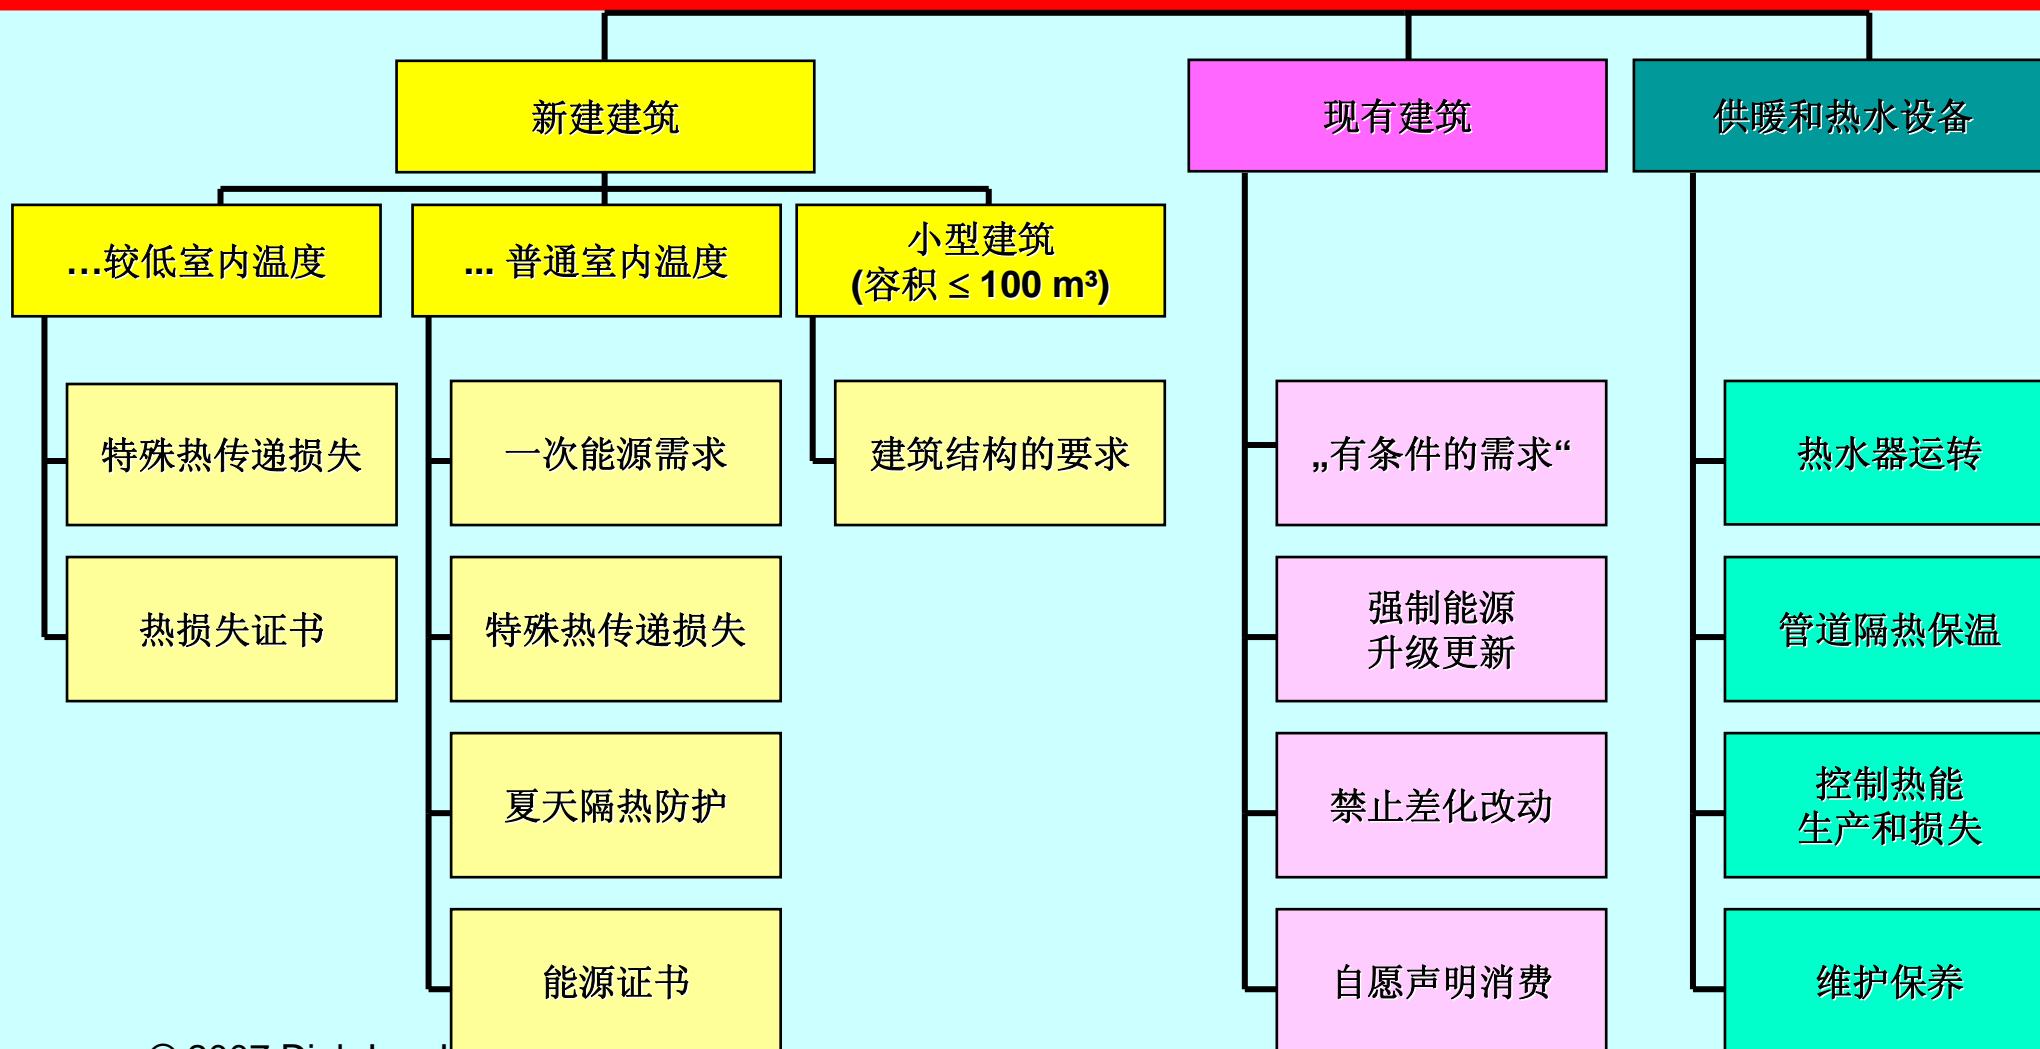 新建建筑
现有建筑
供暖和热水设备
...较低室内温度
... 普通室内温度
小型建筑
(容积 ≤ 100 m³)
特殊热传递损失
一次能源需求
建筑结构的要求
„有条件的需求“
热水器运转
热损失证书
特殊热传递损失
强制能源
升级更新
管道隔热保温
夏天隔热防护
禁止差化改动
控制热能
生产和损失
能源证书
自愿声明消费
维护保养
© 2007